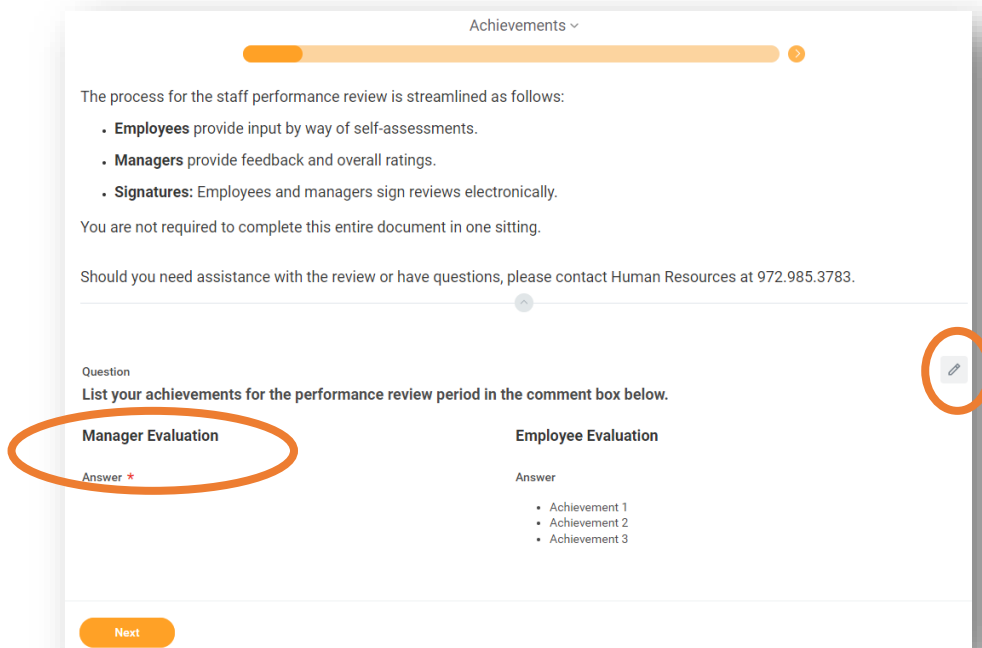 Achievements
The process for the staff performance review is streamlined as follows:
• Employees provide input by way of self-assessments.
• Managers provide feedback and overall ratings.
• Signatures: Employees and managers sign reviews electronically.
You are not required to complete this entire document in one sitting.
Should you need assistance with the review or have questions, please contact Human Resources at 972.985.3783.
Question
List your achievements for the performance review period in the comment box below.
Manager Evaluation
Answer *
Employee Evaluation
Answer
• Achievement 1
• Achievement 2
• Achievement 3
Next